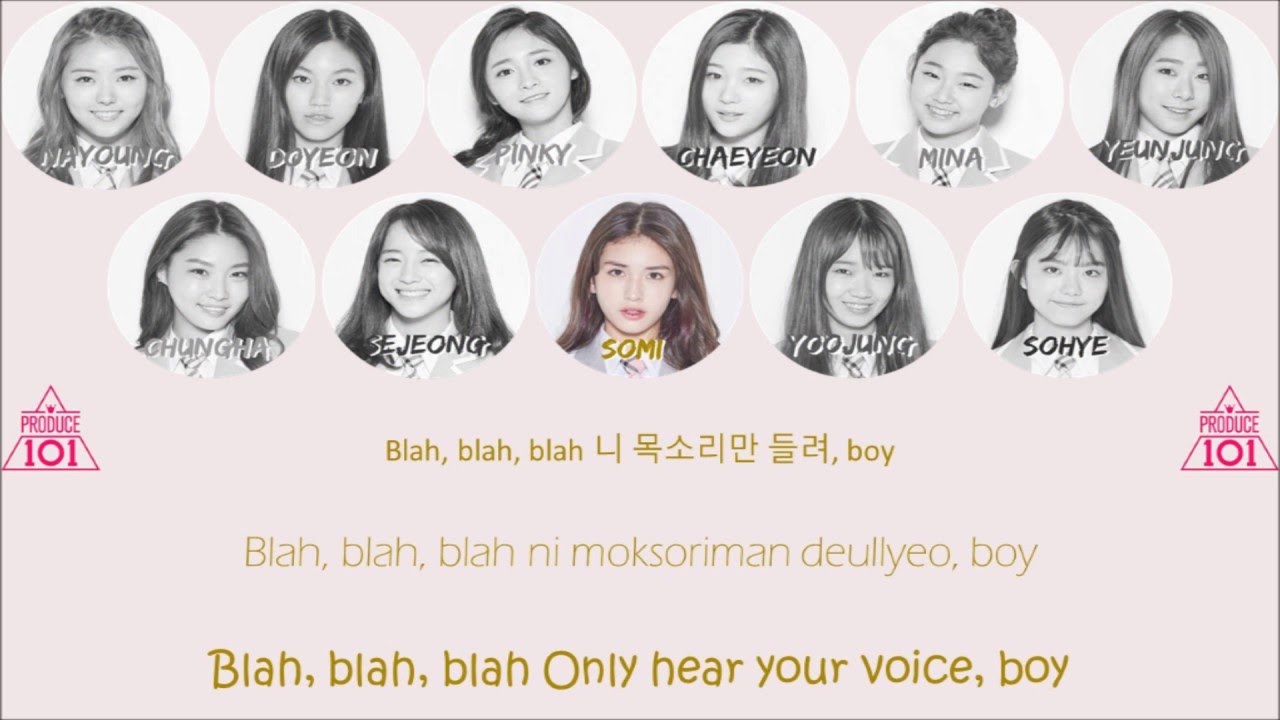 NAYOUNG DOYEON PINKY CHAEYEON MINA YEUNJUNG
CHUNGHA SEJEONG SOMI YOOJUNG SOHYE
PRODUCE 101
PRODUCE 101
Blah, blah, blah 니 목소리만 들려, boy
Blah, blah, blah ni moksoriman deullyeo, boy
Blah, blah, blah Only hear your voice, boy